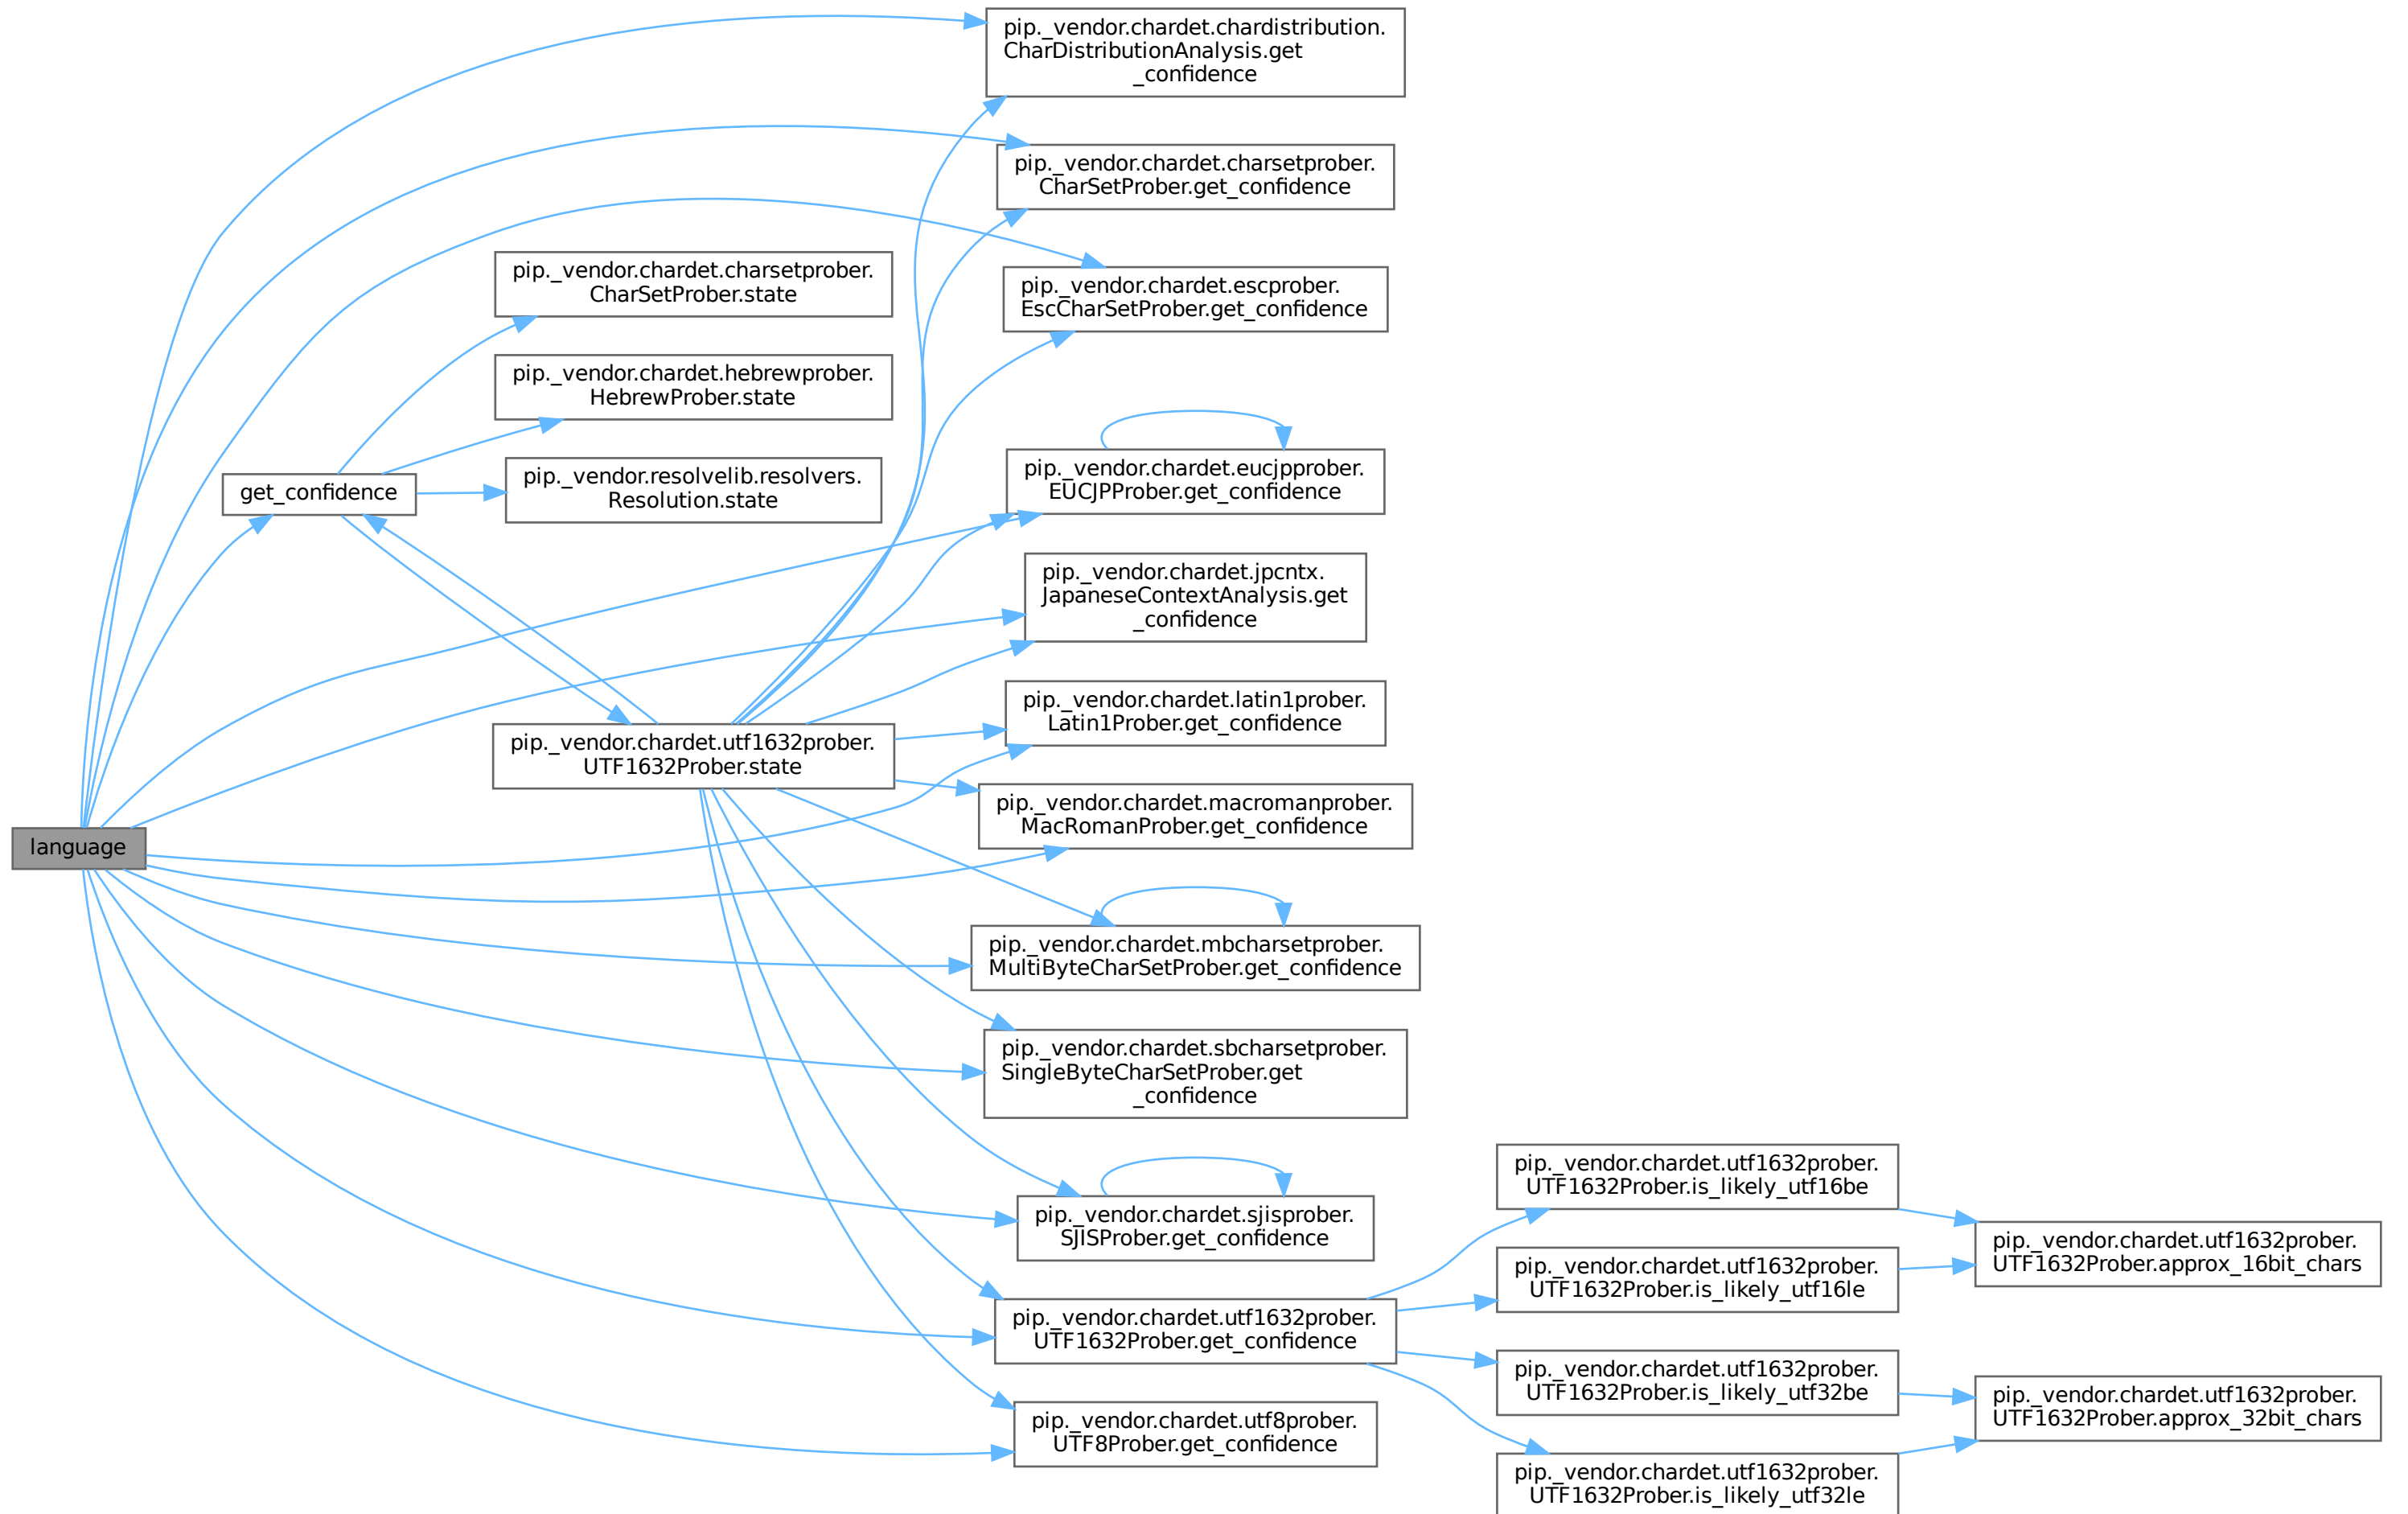 pip._vendor.chardet.chardistribution.
CharDistributionAnalysis.get
_confidence
pip._vendor.chardet.charsetprober.
CharSetProber.get_confidence
pip._vendor.chardet.charsetprober.
CharSetProber.state
pip._vendor.chardet.escprober.
EscCharSetProber.get_confidence
pip._vendor.chardet.hebrewprober.
HebrewProber.state
get_confidence
pip._vendor.resolvelib.resolvers.
Resolution.state
pip._vendor.chardet.eucjpprober.
EUCJPProber.get_confidence
pip._vendor.chardet.jpcntx.
JapaneseContextAnalysis.get
_confidence
pip._vendor.chardet.latin1prober.
Latin1Prober.get_confidence
pip._vendor.chardet.utf1632prober.
UTF1632Prober.state
pip._vendor.chardet.macromanprober.
MacRomanProber.get_confidence
language
pip._vendor.chardet.mbcharsetprober.
MultiByteCharSetProber.get_confidence
pip._vendor.chardet.sbcharsetprober.
SingleByteCharSetProber.get
_confidence
pip._vendor.chardet.sjisprober.
SJISProber.get_confidence
pip._vendor.chardet.utf1632prober.
UTF1632Prober.get_confidence
pip._vendor.chardet.utf8prober.
UTF8Prober.get_confidence
pip._vendor.chardet.utf1632prober.
UTF1632Prober.is_likely_utf16be
pip._vendor.chardet.utf1632prober.
UTF1632Prober.is_likely_utf16le
pip._vendor.chardet.utf1632prober.
UTF1632Prober.is_likely_utf32be
pip._vendor.chardet.utf1632prober.
UTF1632Prober.is_likely_utf32le
pip._vendor.chardet.utf1632prober.
UTF1632Prober.approx_16bit_chars
pip._vendor.chardet.utf1632prober.
UTF1632Prober.approx_32bit_chars